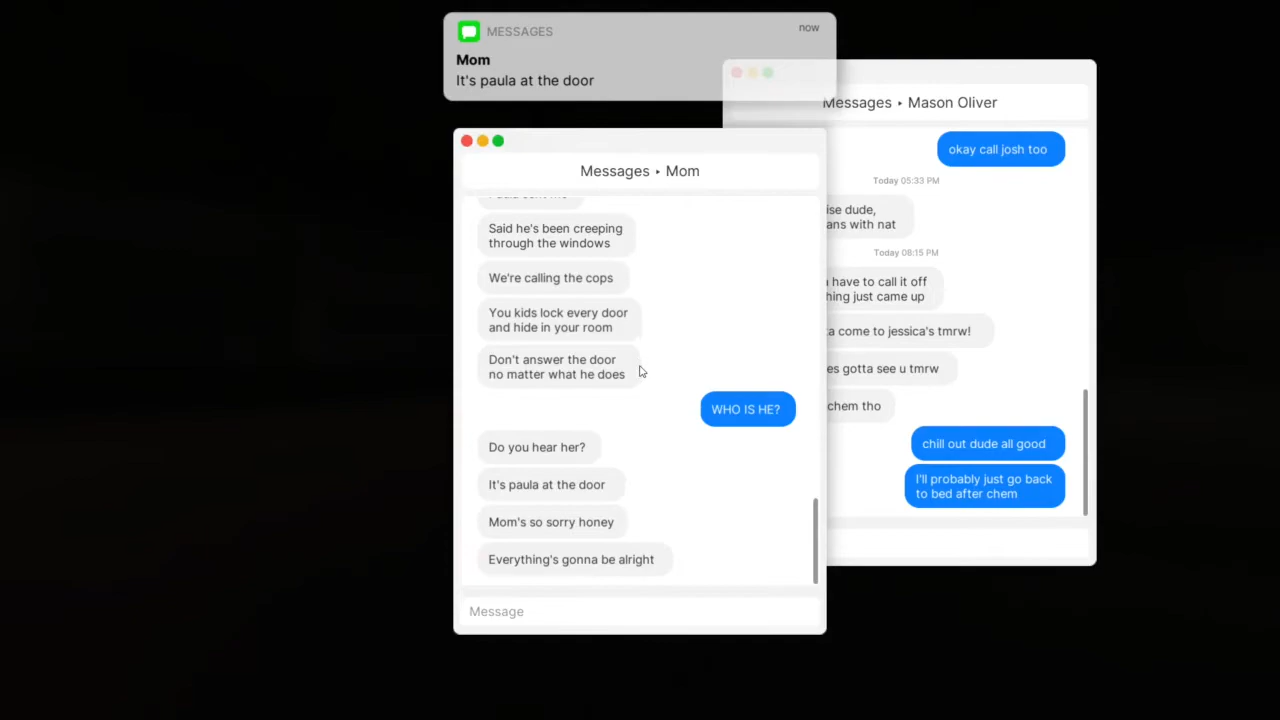 MESSAGES
now
Mom
It's paula at the door
Messages ‣ Mason Oliver
Messages ‣ Mom
Said he's been creeping
through the windows
We're calling the cops
You kids lock every door
and hide in your room
Don't answer the door
no matter what he does
WHO IS HE?
Do you hear her?
It's paula at the door
Mom's so sorry honey
Everything's gonna be alright
Message
okay call josh too
Today 05:33 PM
dude,
with nat
Today 08:15 PM
have to call it off
just came up
come to jessica's tmrw!
gotta see u tmrw
chem tho
chill out dude all good
I'll probably just go back
to bed after chem